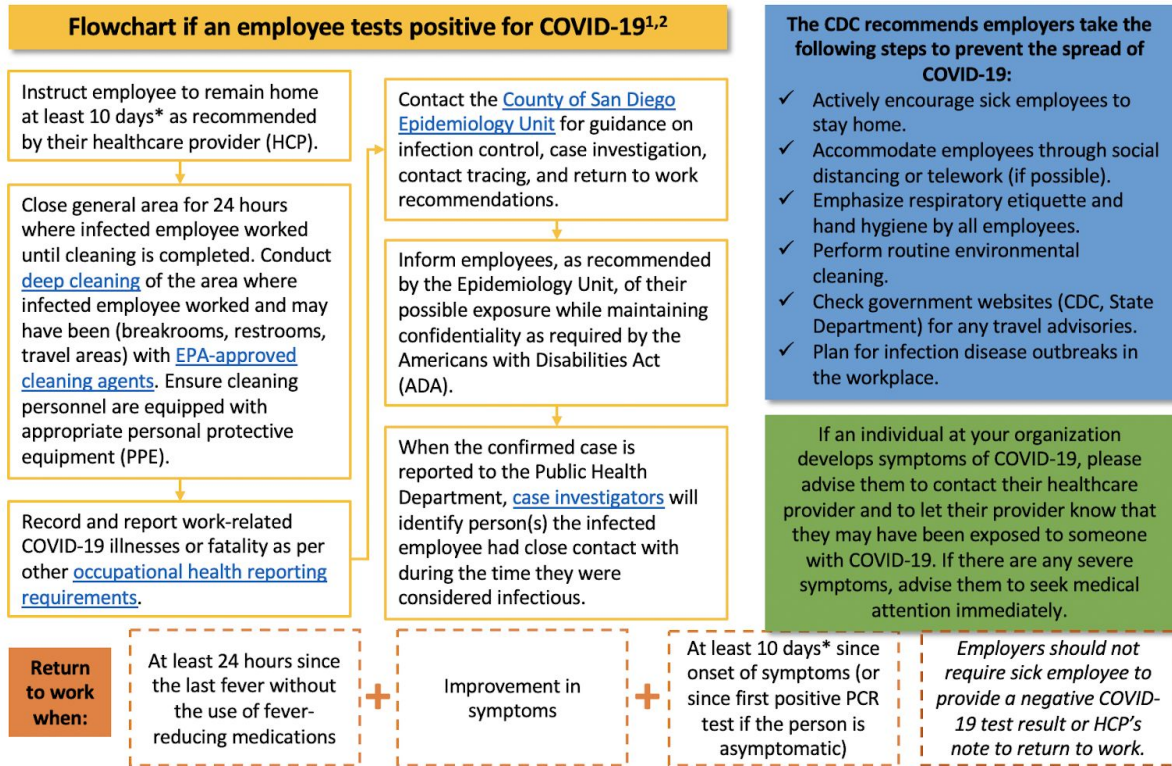 Flowchart if an employee tests positive for COVID-19¹,²
Instruct employee to remain home
at least 10 days* as recommended
by their healthcare provider (HCP).
Close general area for 24 hours
where infected employee worked
until cleaning is completed. Conduct
deep cleaning of the area where
infected employee worked and may
have been (breakrooms, restrooms,
travel areas) with EPA-approved
cleaning agents. Ensure cleaning
personnel are equipped with
appropriate personal protective
equipment (PPE).
Record and report work-related
COVID-19 illnesses or fatality as per
other occupational health reporting
requirements.
Contact the County of San Diego
Epidemiology Unit for guidance on
infection control, case investigation,
contact tracing, and return to work
recommendations.
Inform employees, as recommended
by the Epidemiology Unit, of their
possible exposure while maintaining
confidentiality as required by the
Americans with Disabilities Act
(ADA).
When the confirmed case is
reported to the Public Health
Department, case investigators will
identify person(s) the infected
employee had close contact with
during the time they were
considered infectious.
The CDC recommends employers take the
following steps to prevent the spread of
COVID-19:
✓ Actively encourage sick employees to
stay home.
✓ Accommodate employees through social
distancing or telework (if possible).
✓ Emphasize respiratory etiquette and
hand hygiene by all employees.
✓ Perform routine environmental
cleaning.
✓ Check government websites (CDC, State
Department) for any travel advisories.
✓ Plan for infection disease outbreaks in
the workplace.
If an individual at your organization
develops symptoms of COVID-19, please
advise them to contact their healthcare
provider and to let their provider know that
they may have been exposed to someone
with COVID-19. If there are any severe
symptoms, advise them to seek medical
attention immediately.
Return
to work
when:
At least 24 hours since
the last fever without
the use of fever-
reducing medications
+
Improvement in
symptoms
+
At least 10 days* since
onset of symptoms (or
since first positive PCR
test if the person is
asymptomatic)
Employers should not
require sick employee to
provide a negative COVID-
19 test result or HCP's
note to return to work.